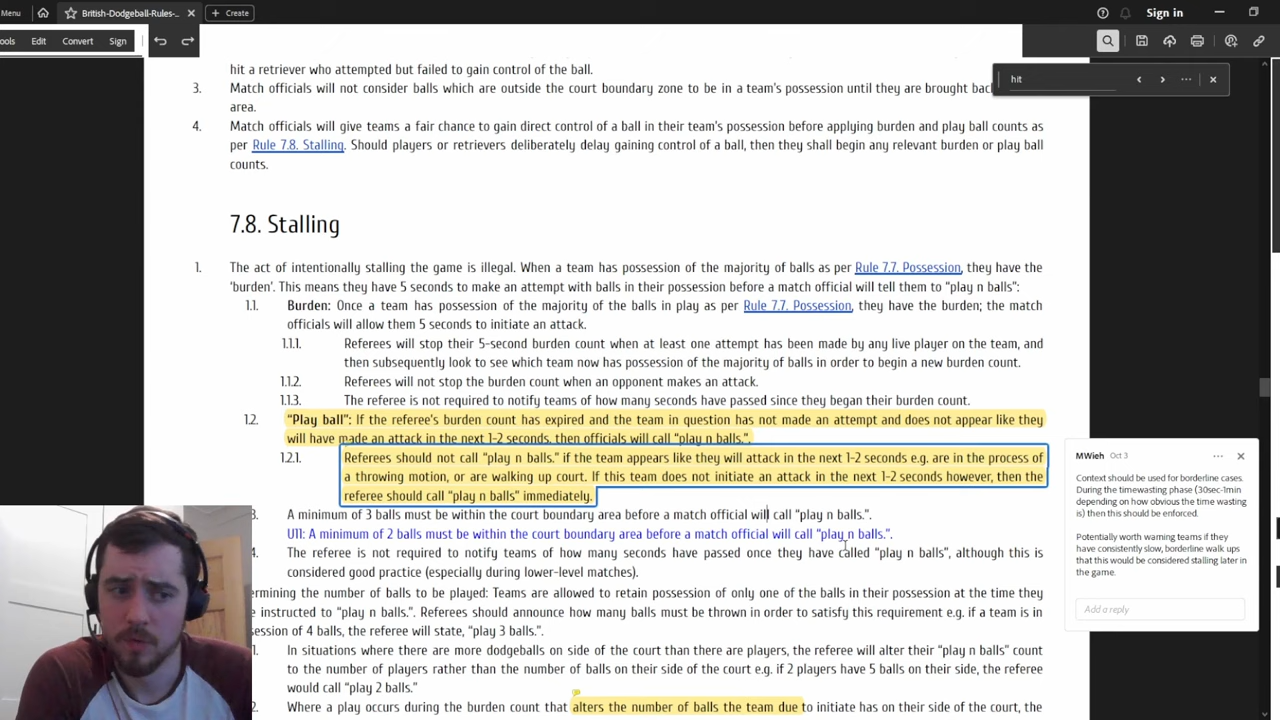 Menu
British-Dodgeball-Rules-...
Create
Sign in
Edit
Convert
Sign
hit
hit a retriever who attempted but failed to gain control of the ball.
3. Match officials will not consider balls which are outside the court boundary zone to be in a team's possession until they are brought
area.
4. Match officials will give teams a fair chance to gain direct control of a ball in their team's possession before applying burden and play ball counts as
per Rule 7.8. Stalling. Should players or retrievers deliberately delay gaining control of a ball, then they shall begin any relevant burden or play ball
counts.
7.8. Stalling
1. The act of intentionally stalling the game is illegal. When a team has possession of the majority of balls as per Rule 7.7. Possession, they have the
'burden'. This means they have 5 seconds to make an attempt with balls in their possession before a match official will tell them to "play n balls":
1.1. Burden: Once a team has possession of the majority of the balls in play as per Rule 7.7. Possession, they have the burden; the match
officials will allow them 5 seconds to initiate an attack.
1.1.1. Referees will stop their 5-second burden count when at least one attempt has been made by any live player on the team, and
then subsequently look to see which team now has possession of the majority of balls in order to begin a new burden count.
1.1.2. Referees will not stop the burden count when an opponent makes an attack.
1.1.3. The referee is not required to notify teams of how many seconds have passed since they began their burden count.
1.2. "Play ball": If the referee's burden count has expired and the team in question has not made an attempt and does not appear like they
will have made an attack in the next 1-2 seconds, then officials will call "play n balls.".
1.2.1. Referees should not call "play n balls." if the team appears like they will attack in the next 1-2 seconds e.g. are in the process of
a throwing motion, or are walking up court. If this team does not initiate an attack in the next 1-2 seconds however, then the
referee should call "play n balls" immediately.
A minimum of 3 balls must be within the court boundary area before a match official will call "play n balls.".
U11: A minimum of 2 balls must be within the court boundary area before a match official will call "play n balls.".
The referee is not required to notify teams of how many seconds have passed once they have called "play n balls", although this is
considered good practice (especially during lower-level matches).
the number of balls to be played: Teams are allowed to retain possession of only one of the balls in their possession at the time they
instructed to "play n balls.". Referees should announce how many balls must be thrown in order to satisfy this requirement e.g. if a team is in
of 4 balls, the referee will state, "play 3 balls.".
In situations where there are more dodgeballs on side of the court than there are players, the referee will alter their "play n balls" count
to the number of players rather than the number of balls on their side of the court e.g. if 2 players have 5 balls on their side, the referee
would call "play 2 balls."
Where a play occurs during the burden count that alters the number of balls the team due to initiate has on their side of the court, the
MWieh Oct 3
Context should be used for borderline cases.
During the timewasting phase (30sec-1min
depending on how obvious the time wasting
is) then this should be enforced.
Potentially worth warning teams if they
have consistently slow, borderline walk ups
that this would be considered stalling later in
the game.
Add a reply